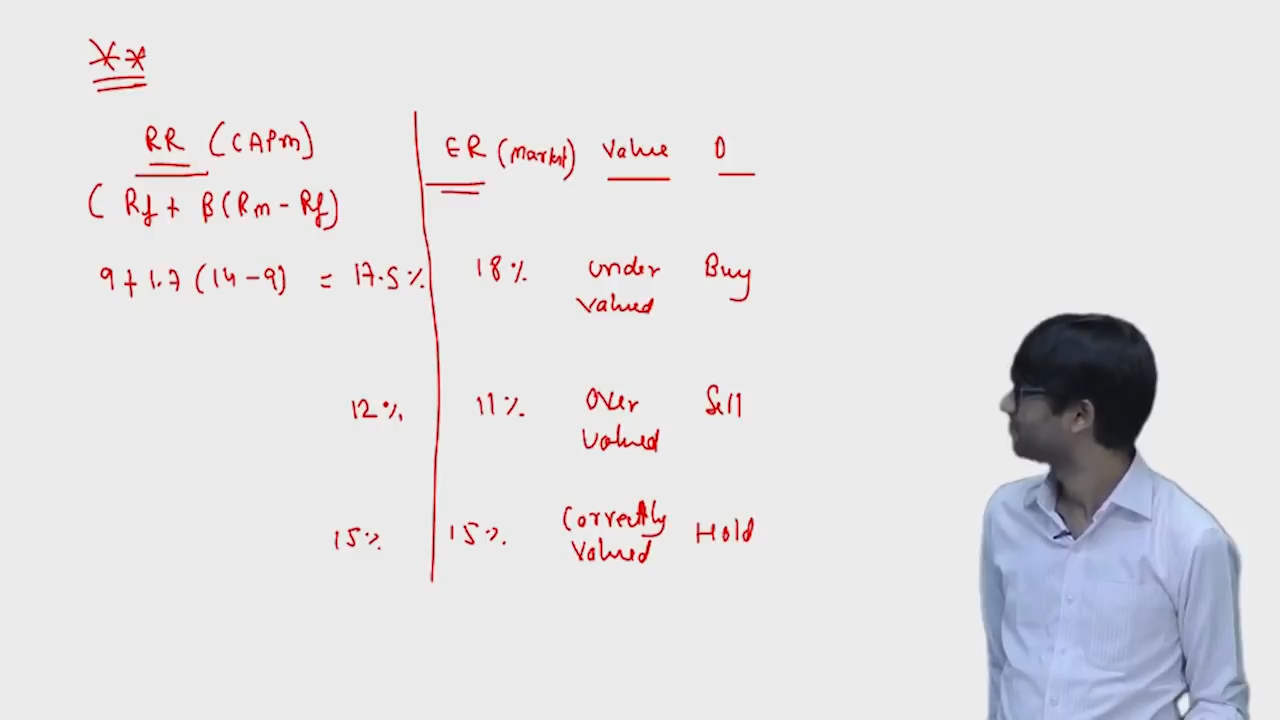 **
RR (CAPM) ER (Market) Value D
( Rf + β(Rm - Rf)
9 + 1.7 (14 - 9) = 17.5% 18% under Buy
valued
12% 11% Over Sell
valued
15% 15% Correctly Hold
valued